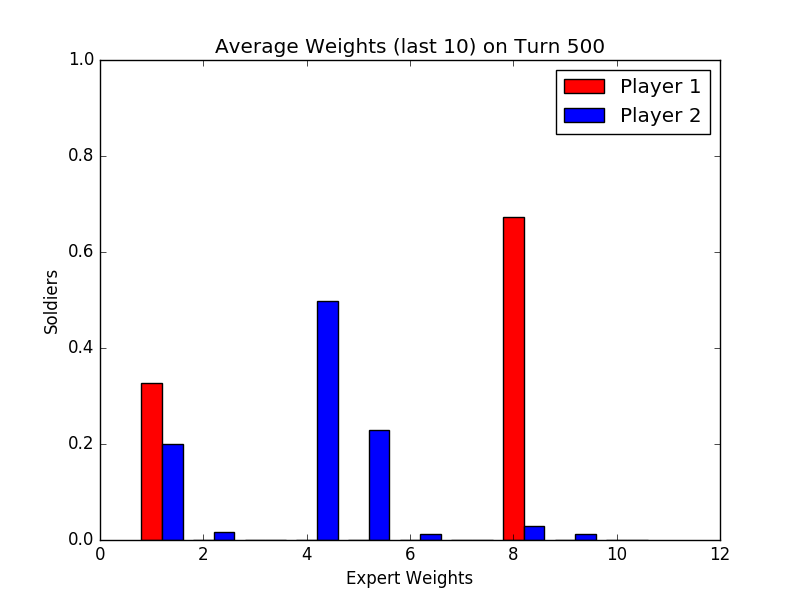 Average Weights (last 10) on Turn 500
Player 1
Player 2
1.0
0.8
0.6
0.4
0.2
0.0
Soldiers
0 2 4 6 8 10 12
Expert Weights